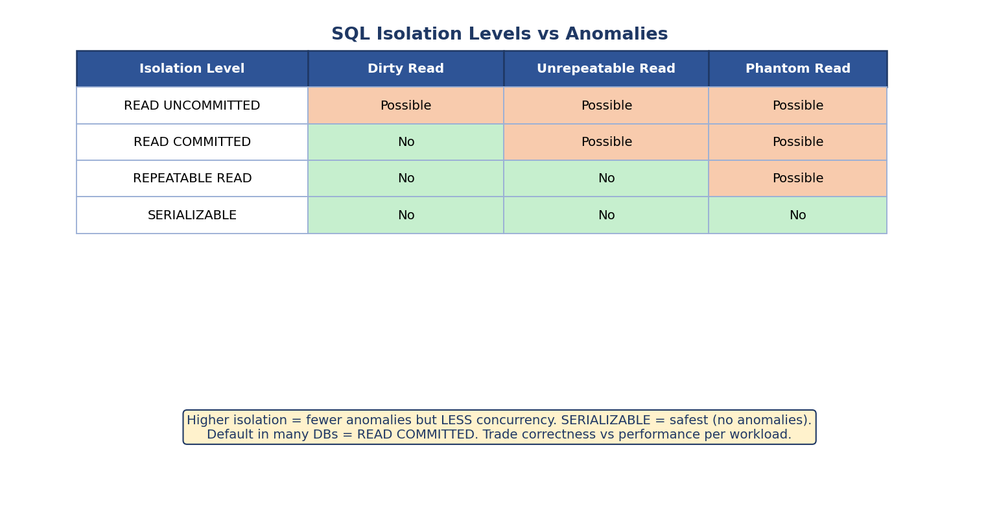 SQL Isolation Levels vs Anomalies
Isolation Level Dirty Read Unrepeatable Read Phantom Read
READ UNCOMMITTED Possible Possible Possible
READ COMMITTED No Possible Possible
REPEATABLE READ No No Possible
SERIALIZABLE No No No
Higher isolation = fewer anomalies but LESS concurrency. SERIALIZABLE = safest (no anomalies).
Default in many DBs = READ COMMITTED. Trade correctness vs performance per workload.